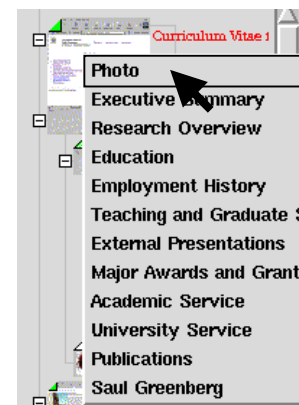 Curriculum Vitae
Photo
Executive Summary
Research Overview
Education
Employment History
Teaching and Graduate
External Presentations
Major Awards and Grant
Academic Service
University Service
Publications
Saul Greenberg